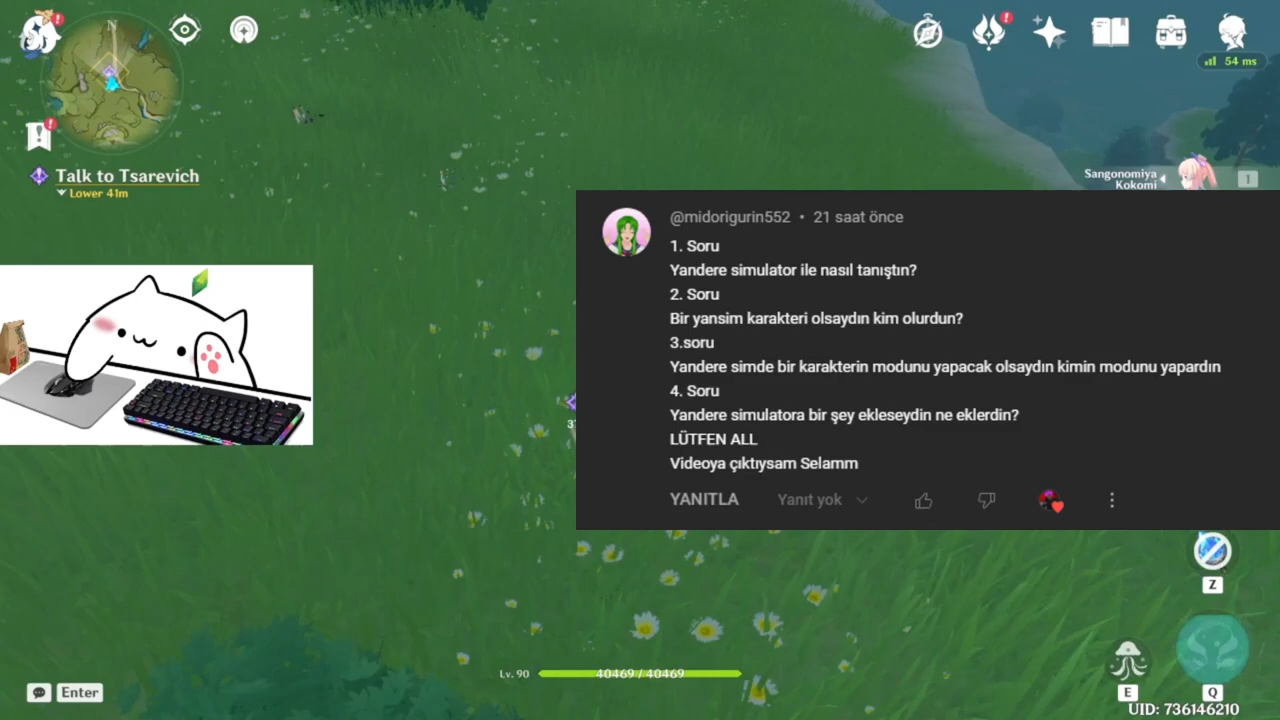 N
54 ms
Talk to Tsarevich
Lower 41m
Sangonomiya
Kokomi
1
@midorigurin552 • 21 saat önce
1. Soru
Yandere simulator ile nasıl tanıştın?
2. Soru
Bir yansim karakteri olsaydın kim olurdun?
3.soru
Yandere simde bir karakterin modunu yapacak olsaydın kimin modunu yapardın
4. Soru
Yandere simulatora bir şey ekleseydin ne eklerdin?
LÜTFEN ALL
Videoya çıktıysam Selamm
YANITLA Yanıt yok
Z
Lv. 90 40469 / 40469
Enter
E
Q
UID: 736146210